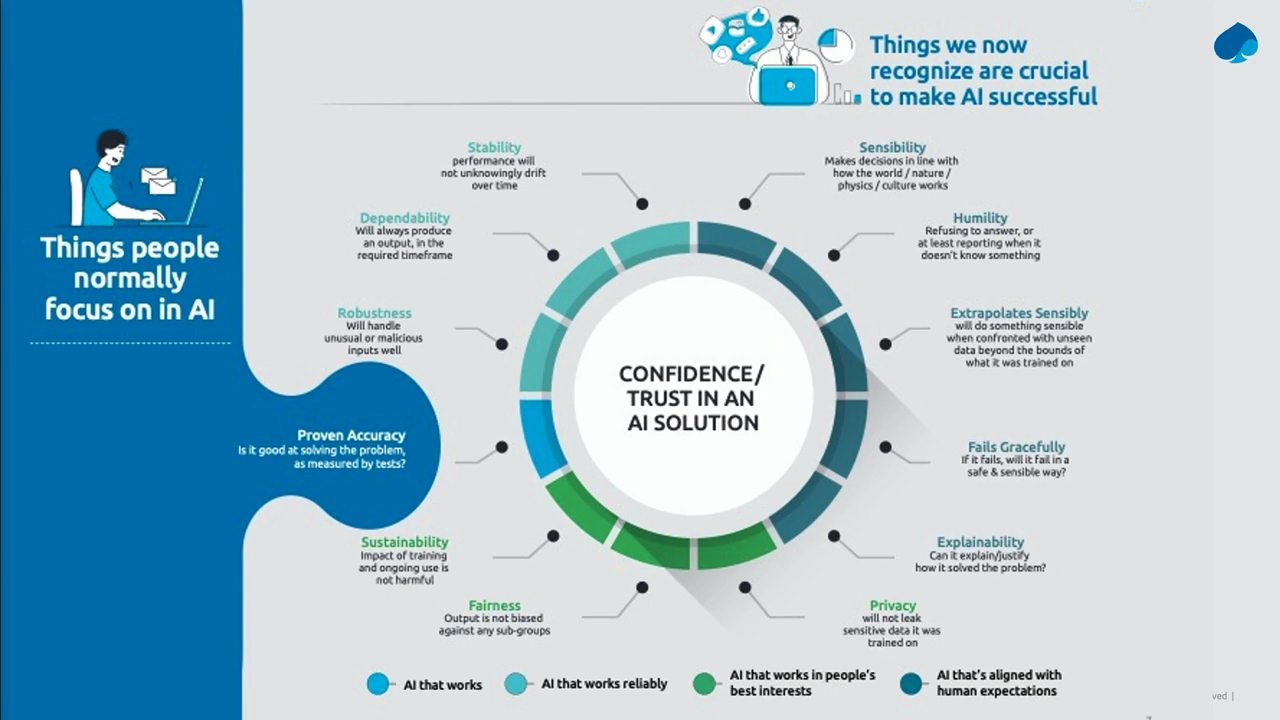 Things we now
recognize are crucial
to make AI successful
Things people
normally
focus on in AI
Stability
performance will
not unknowingly drift
over time
Dependability
Will always produce
an output, in the
required timeframe
Robustness
Will handle
unusual or malicious
inputs well
Proven Accuracy
Is it good at solving the problem,
as measured by tests?
Sustainability
Impact of training
and ongoing use is
not harmful
Fairness
Output is not biased
against any sub-groups
CONFIDENCE/
TRUST IN AN
AI SOLUTION
Sensibility
Makes decisions in line with
how the world / nature /
physics / culture works
Humility
Refusing to answer, or
at least reporting when it
doesn't know something
Extrapolates Sensibly
will do something sensible
when confronted with unseen
data beyond the bounds of
what it was trained on
Fails Gracefully
If it fails, will it fail in a
safe & sensible way?
Explainability
Can it explain/justify
how it solved the problem?
Privacy
will not leak
sensitive data it was
trained on
AI that works
AI that works reliably
AI that works in people's
best interests
AI that's aligned with
human expectations
ved |